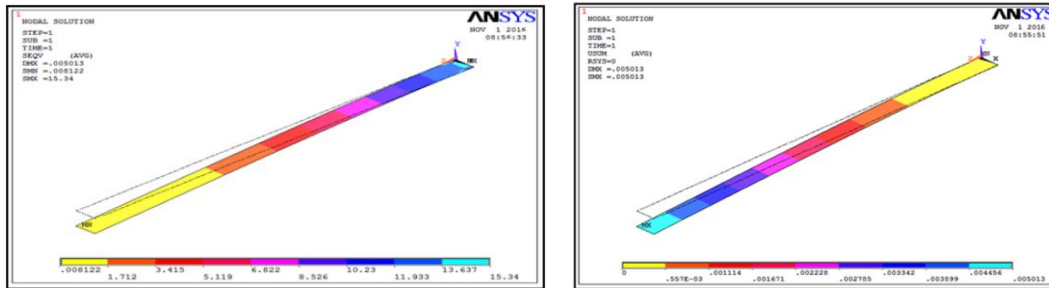 1
NODAL SOLUTION
STEP=1
SUB =1
TIME=1
SEQV (AVG)
DMX =.005013
SMN =.008122
SMX =15.34
ANSYS
NOV 1 2016
08:56:33
Y
Z
MX
MN
.008122 3.415 6.822 10.23 13.637
1.712 5.119 8.526 11.933 15.34
1
NODAL SOLUTION
STEP=1
SUB =1
TIME=1
USUM (AVG)
RSYS=0
DMX =.005013
SMX =.005013
ANSYS
NOV 1 2016
08:55:51
Y
MN
Z
X
MX
0 .001114 .002228 .003342 .004456
.557E-03 .001671 .002785 .003899 .005013